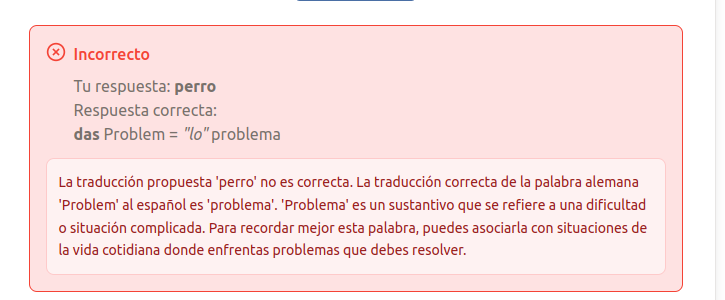 Incorrecto
Tu respuesta: perro
Respuesta correcta:
das Problem = "lo" problema
La traducción propuesta 'perro' no es correcta. La traducción correcta de la palabra alemana
'Problem' al español es 'problema'. 'Problema' es un sustantivo que se refiere a una dificultad
o situación complicada. Para recordar mejor esta palabra, puedes asociarla con situaciones de
la vida cotidiana donde enfrentas problemas que debes resolver.